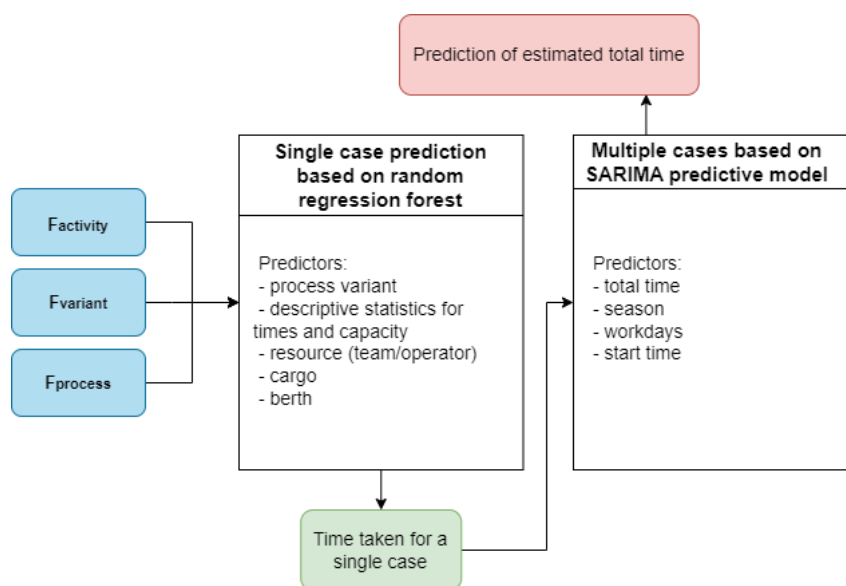 Prediction of estimated total time
Single case prediction
based on random
regression forest
Multiple cases based on
SARIMA predictive model
Factivity
Fvariant
Fprocess
Predictors:
- process variant
- descriptive statistics for
times and capacity
- resource (team/operator)
- cargo
- berth
Predictors:
- total time
- season
- workdays
- start time
Time taken for a
single case